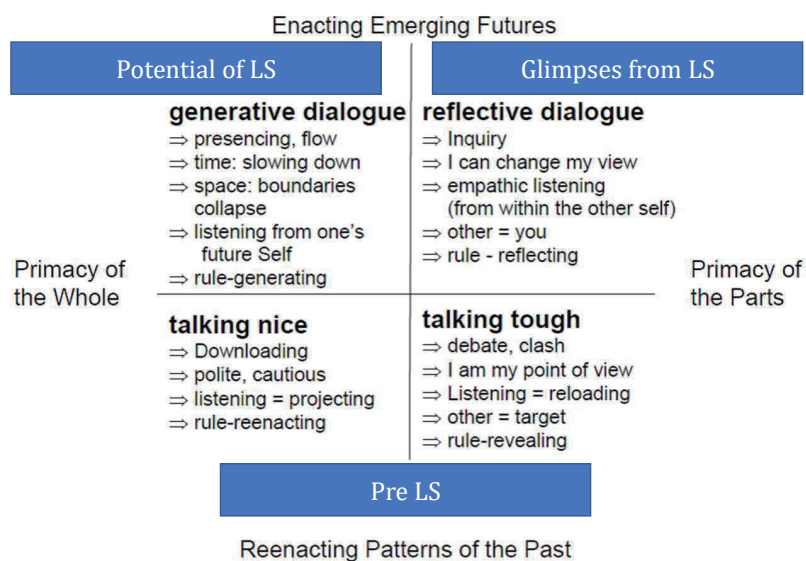 Enacting Emerging Futures
Potential of LS
Glimpses from LS
generative dialogue
⇒ presencing, flow
⇒ time: slowing down
⇒ space: boundaries
collapse
⇒ listening from one's
future Self
⇒ rule-generating
reflective dialogue
⇒ Inquiry
⇒ I can change my view
⇒ empathic listening
(from within the other self)
⇒ other = you
⇒ rule - reflecting
Primacy of
the Whole
Primacy of
the Parts
talking nice
⇒ Downloading
⇒ polite, cautious
⇒ listening = projecting
⇒ rule-reenacting
talking tough
⇒ debate, clash
⇒ I am my point of view
⇒ Listening = reloading
⇒ other = target
⇒ rule-revealing
Pre LS
Reenacting Patterns of the Past